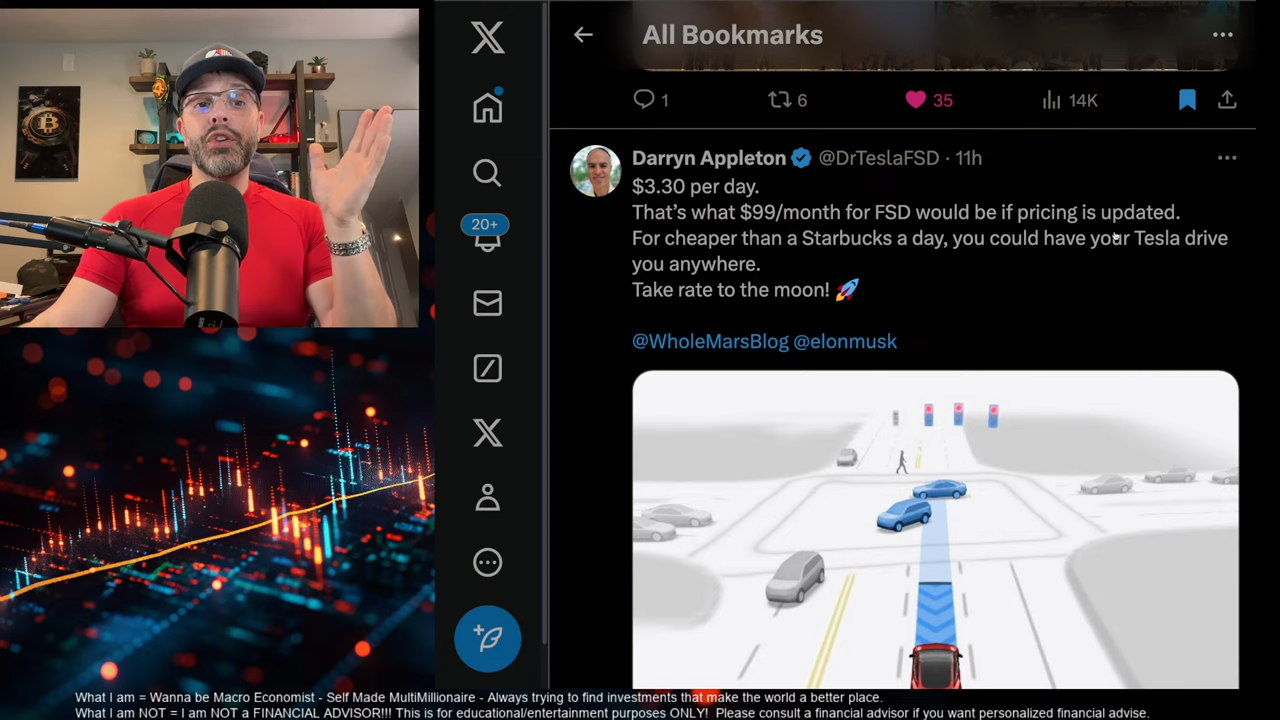 All Bookmarks
1
6
35
14K
Darryn Appleton @DrTeslaFSD · 11h
$3.30 per day.
That's what $99/month for FSD would be if pricing is updated.
For cheaper than a Starbucks a day, you could have your Tesla drive
you anywhere.
Take rate to the moon! 🚀
@WholeMarsBlog @elonmusk
20+
What I am = Wanna be Macro Economist - Self Made MultiMillionaire - Always trying to find investments that make the world a better place.
What I am NOT = I am NOT a FINANCIAL ADVISOR!!! This is for educational/entertainment purposes ONLY! Please consult a financial advisor if you want personalized financial advise.